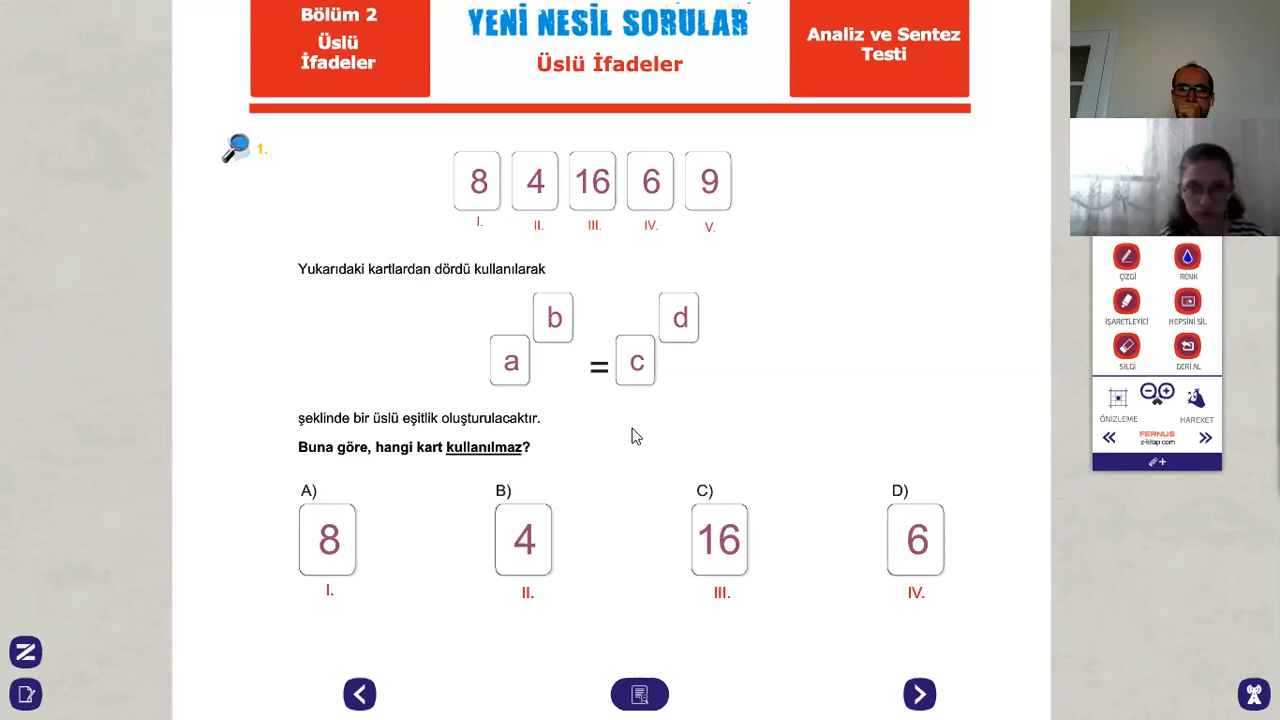 Bölüm 2
Üslü
İfadeler
YENİ NESİL SORULAR
Üslü İfadeler
Analiz ve Sentez
Testi
1.
8 4 16 6 9
I. II. III. IV. V.
Yukarıdaki kartlardan dördü kullanılarak
b d
a = c
şeklinde bir üslü eşitlik oluşturulacaktır.
Buna göre, hangi kart kullanılmaz?
A) B) C) D)
8 4 16 6
I. II. III. IV.
ÇİZGİ RENK
İŞARETLEYİCİ HEPSİNİ SİL
SİLGİ GERİ AL
ÖNİZLEME HAREKET
FERNUS
z-kitap.com
Z